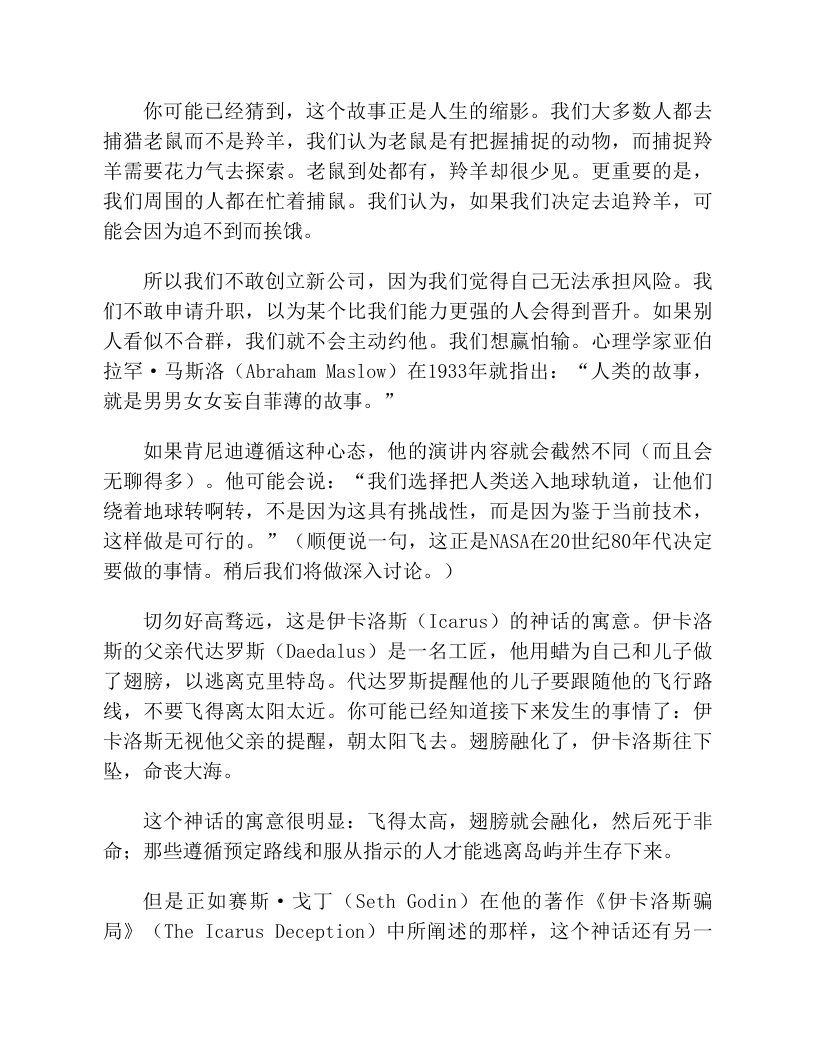 你可能已经猜到，这个故事正是人生的缩影。我们大多数人都去
捕猎老鼠而不是羚羊，我们认为老鼠是有把握捕捉的动物，而捕捉羚
羊需要花力气去探索。老鼠到处都有，羚羊却很少见。更重要的是，
我们周围的人都在忙着捕鼠。我们认为，如果我们决定去追羚羊，可
能会因为追不到而挨饿。
所以我们不敢创立新公司，因为我们觉得自己无法承担风险。我
们不敢申请升职，以为某个比我们能力更强的人会得到晋升。如果别
人看似不合群，我们就不会主动约他。我们想赢怕输。心理学家亚伯
拉罕·马斯洛（Abraham Maslow）在1933年就指出：“人类的故事，
就是男男女女妄自菲薄的故事。”
如果肯尼迪遵循这种心态，他的演讲内容就会截然不同（而且会
无聊得多）。他可能会说：“我们选择把人类送入地球轨道，让他们
绕着地球转啊转，不是因为这具有挑战性，而是因为鉴于当前技术，
这样做是可行的。”（顺便说一句，这正是NASA在20世纪80年代决定
要做的事情。稍后我们将做深入讨论。）
切勿好高骛远，这是伊卡洛斯（Icarus）的神话的寓意。伊卡洛
斯的父亲代达罗斯（Daedalus）是一名工匠，他用蜡为自己和儿子做
了翅膀，以逃离克里特岛。代达罗斯提醒他的儿子要跟随他的飞行路
线，不要飞得离太阳太近。你可能已经知道接下来发生的事情了：伊
卡洛斯无视他父亲的提醒，朝太阳飞去。翅膀融化了，伊卡洛斯往下
坠，命丧大海。
这个神话的寓意很明显：飞得太高，翅膀就会融化，然后死于非
命；那些遵循预定路线和服从指示的人才能逃离岛屿并生存下来。
但是正如赛斯·戈丁（Seth Godin）在他的著作《伊卡洛斯骗
局》（The Icarus Deception）中所阐述的那样，这个神话还有另一